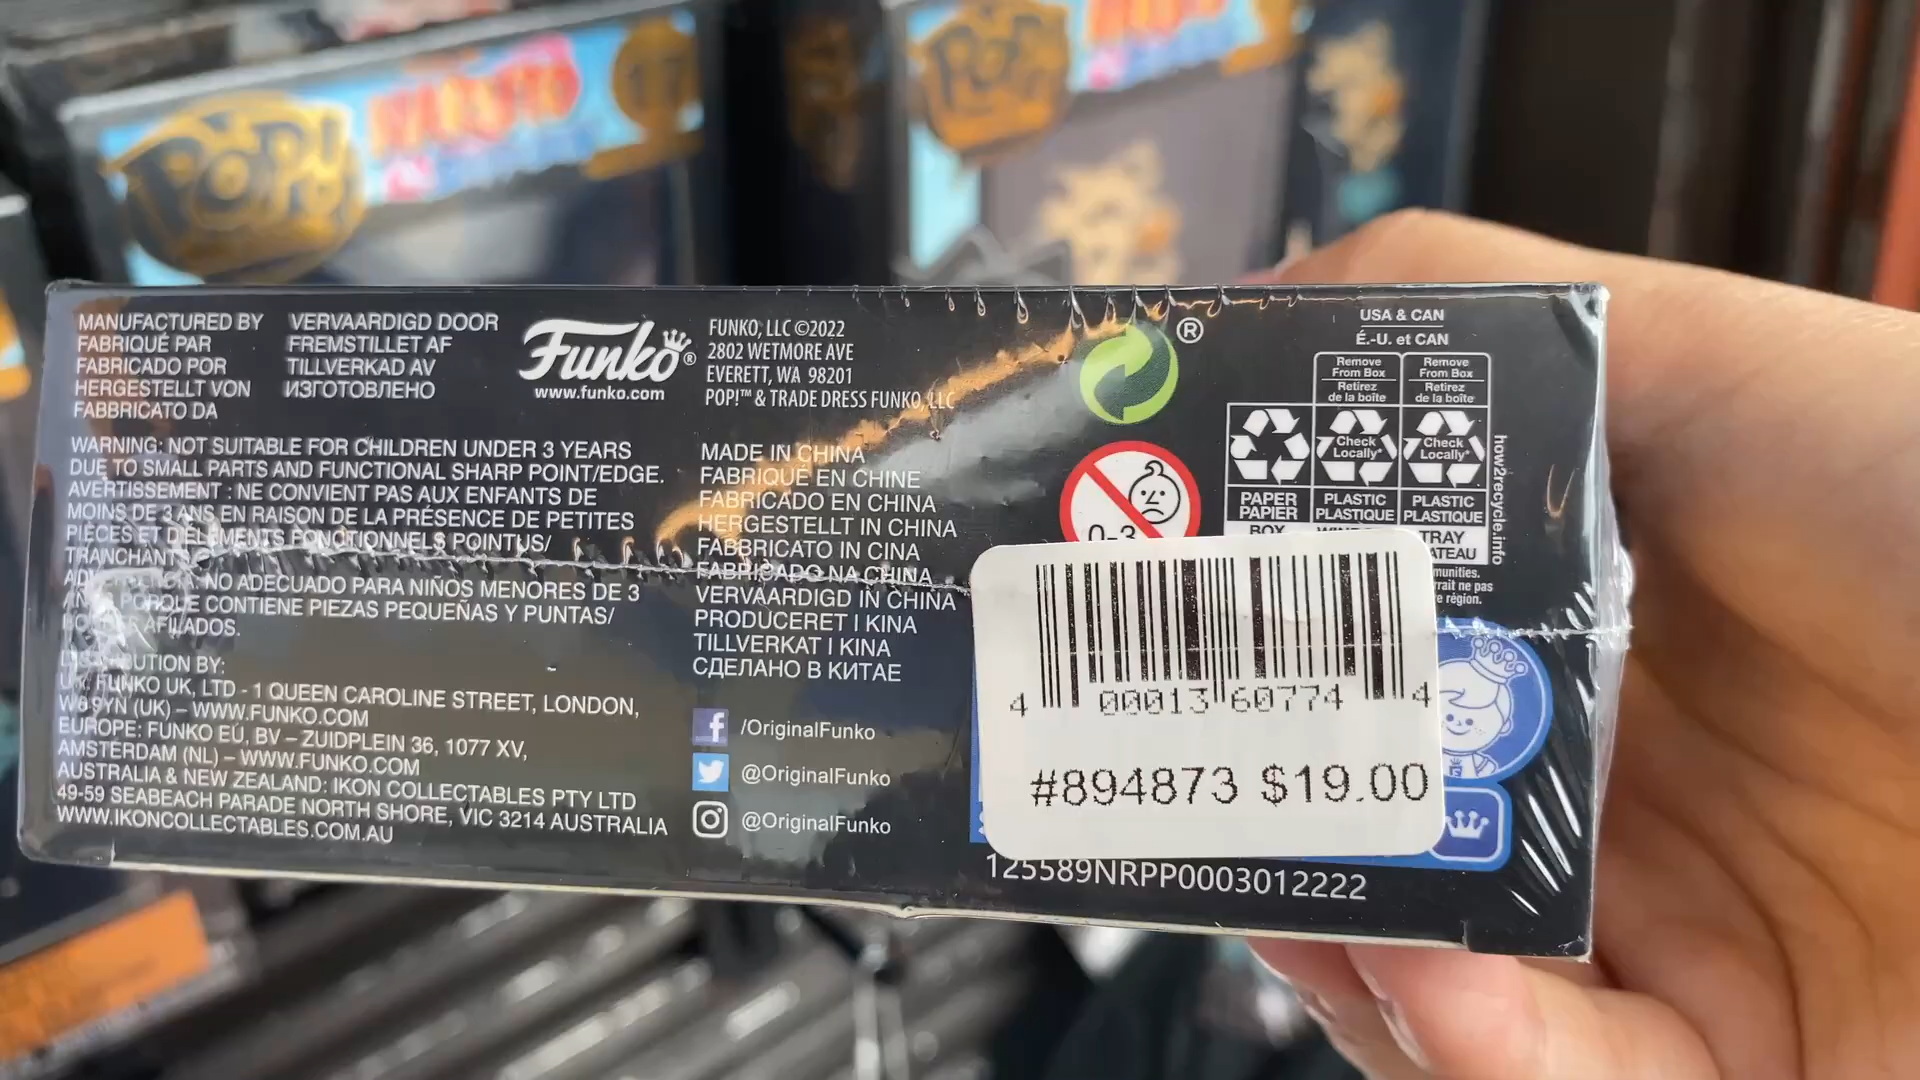 POP!
NARUTO
POP!
MANUFACTURED BY
FABRIQUÉ PAR
FABRICADO POR
HERGESTELLT VON
FABBRICATO DA
VERVAARDIGD DOOR
FREMSTILLET AF
TILLVERKAD AV
ИЗГОТОВЛЕНО
Funko®
www.funko.com
FUNKO, LLC ©2022
2802 WETMORE AVE
EVERETT, WA 98201
POP!™ & TRADE DRESS FUNKO, LLC
WARNING: NOT SUITABLE FOR CHILDREN UNDER 3 YEARS
DUE TO SMALL PARTS AND FUNCTIONAL SHARP POINT/EDGE.
AVERTISSEMENT : NE CONVIENT PAS AUX ENFANTS DE
MOINS DE 3 ANS EN RAISON DE LA PRÉSENCE DE PETITES
PIÈCES ET D'ÉLÉMENTS FONCTIONNELS POINTUS/
TRANCHANTS
NO ADECUADO PARA NIÑOS MENORES DE 3
PORQUE CONTIENE PIEZAS PEQUEÑAS Y PUNTAS/
AFILADOS.
BUTION BY:
UK: FUNKO UK, LTD - 1 QUEEN CAROLINE STREET, LONDON,
W6 9YN (UK) – WWW.FUNKO.COM
EUROPE: FUNKO EU, BV – ZUIDPLEIN 36, 1077 XV,
AMSTERDAM (NL) – WWW.FUNKO.COM
AUSTRALIA & NEW ZEALAND: IKON COLLECTABLES PTY LTD
49-59 SEABEACH PARADE NORTH SHORE, VIC 3214 AUSTRALIA
WWW.IKONCOLLECTABLES.COM.AU
MADE IN CHINA
FABRIQUÉ EN CHINE
FABRICADO EN CHINA
HERGESTELLT IN CHINA
FABBRICATO IN CINA
FABRICADO NA CHINA
VERVAARDIGD IN CHINA
PRODUCERET I KINA
TILLVERKAT I KINA
СДЕЛАНО В КИТАЕ
/OriginalFunko
@OriginalFunko
@OriginalFunko
®
0-3
USA & CAN
É.-U. et CAN
Remove From Box
Retirez de la boîte
Remove From Box
Retirez de la boîte
Check Locally*
Check Locally*
PAPER PAPIER
PLASTIC PLASTIQUE
PLASTIC PLASTIQUE
BOX
TRAY
how2recycle.info
rait ne pas
e région.
4 00013 60774 4
#894873 $19.00
125589NRPP0003012222